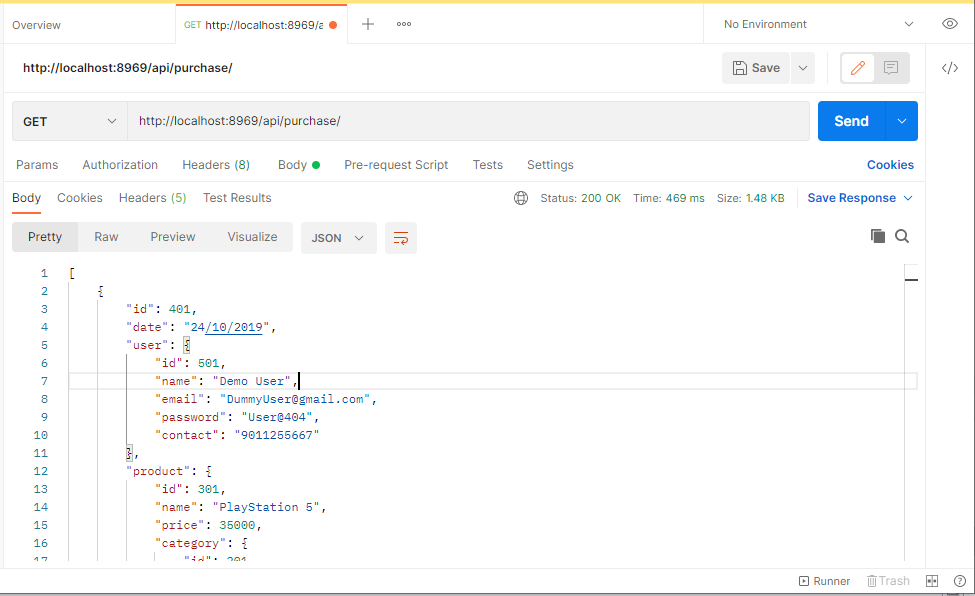 Overview
GET http://localhost:8969/a
No Environment
http://localhost:8969/api/purchase/
Save
GET
http://localhost:8969/api/purchase/
Send
Params Authorization Headers (8) Body Pre-request Script Tests Settings Cookies
Body Cookies Headers (5) Test Results Status: 200 OK Time: 469 ms Size: 1.48 KB Save Response
Pretty Raw Preview Visualize JSON
1 [
2 {
3 "id": 401,
4 "date": "24/10/2019",
5 "user": {
6 "id": 501,
7 "name": "Demo User",
8 "email": "DummyUser@gmail.com",
9 "password": "User@404",
10 "contact": "9011255667"
11 },
12 "product": {
13 "id": 301,
14 "name": "PlayStation 5",
15 "price": 35000,
16 "category": {
17 "id": 201
Runner Trash